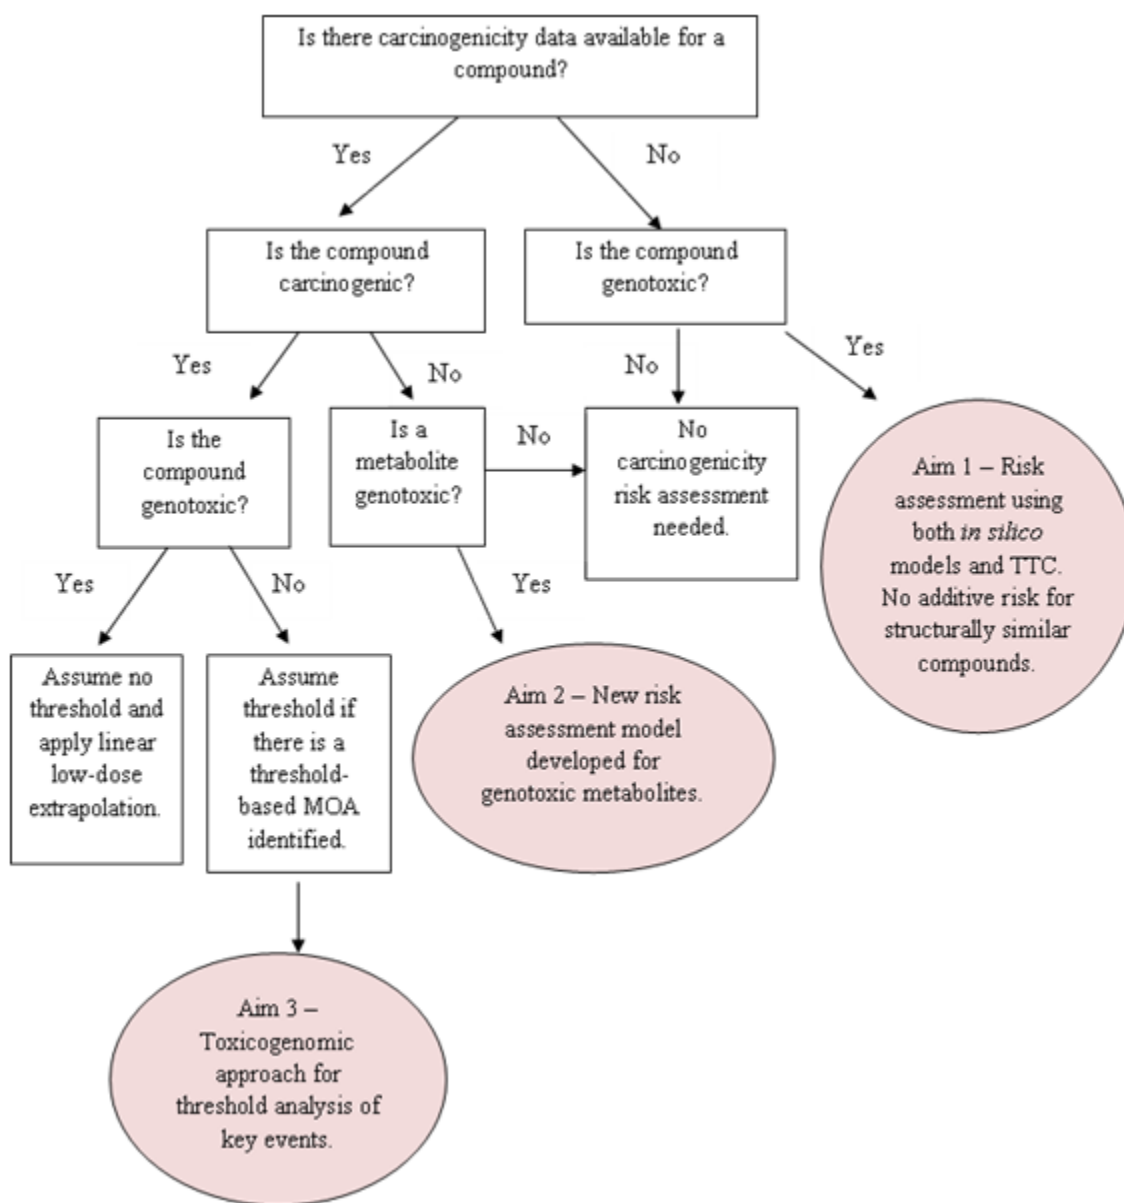 Is there carcinogenicity data available for a
compound?
Yes
No
Is the compound
carcinogenic?
Is the compound
genotoxic?
Yes
No
No
Yes
Is the
compound
genotoxic?
Is a
metabolite
genotoxic?
No
No
carcinogenicity
risk assessment
needed.
Aim 1 – Risk
assessment using
both in silico
models and TTC.
No additive risk for
structurally similar
compounds.
Yes
No
Yes
Assume no
threshold and
apply linear
low-dose
extrapolation.
Assume
threshold if
there is a
threshold-
based MOA
identified.
Aim 2 – New risk
assessment model
developed for
genotoxic metabolites.
Aim 3 –
Toxicogenomic
approach for
threshold analysis of
key events.